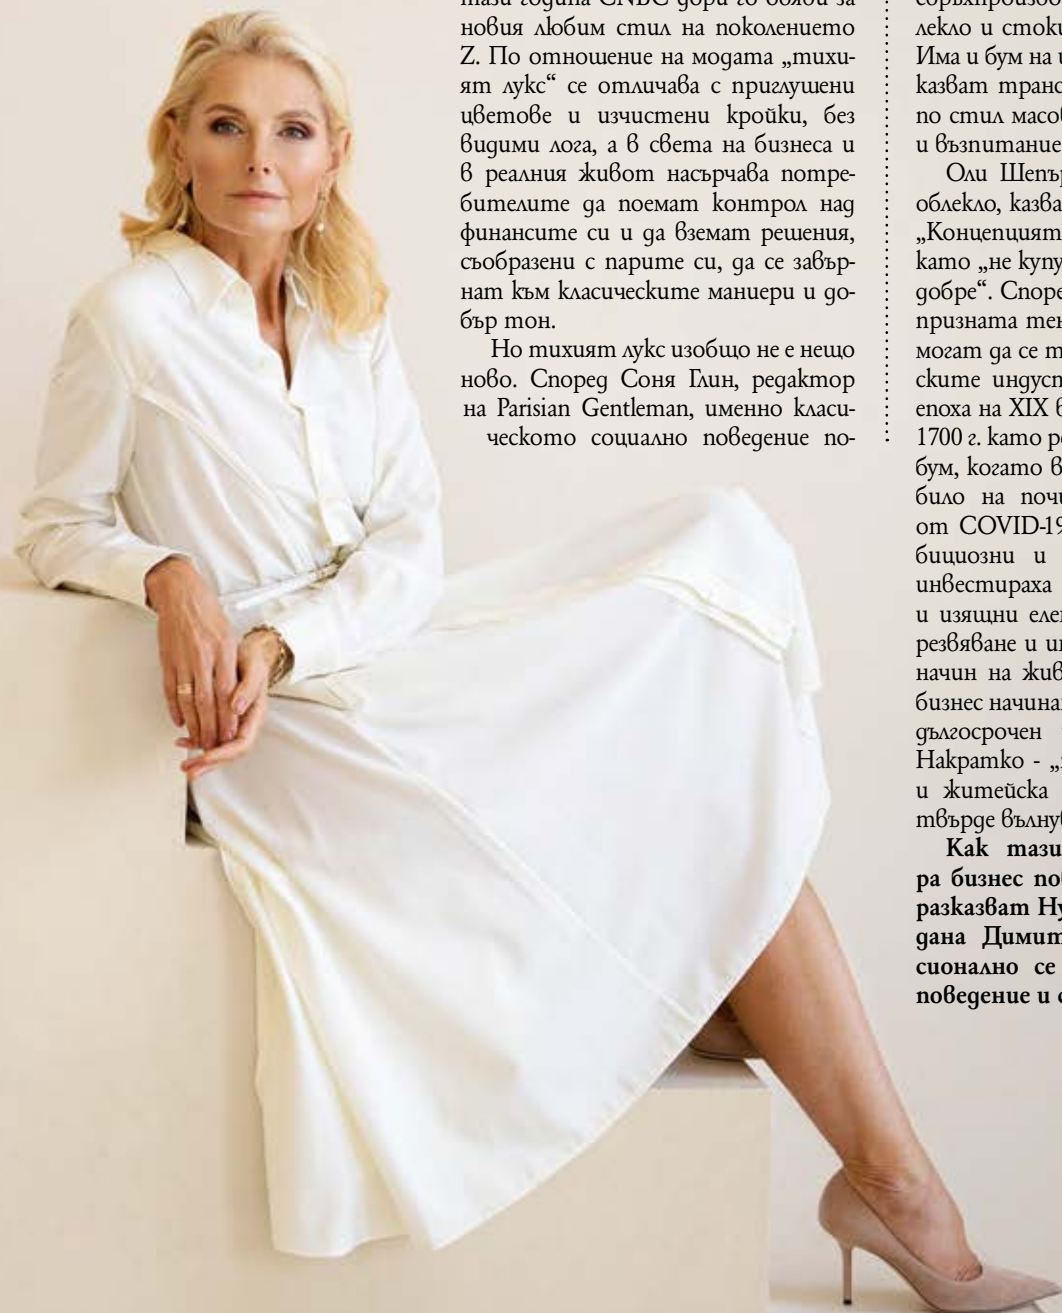 тази година CNBC дори го обяви за
новия любим стил на поколението
Z. По отношение на модата „тихи-
ят лукс“ се отличава с приглушени
цветове и изчистени кройки, без
видими лога, а в света на бизнеса и
в реалния живот насърчава потре-
бителите да поемат контрол над
финансите си и да вземат решения,
съобразени с парите си, да се завър-
нат към класическите маниери и до-
бър тон.
Но тихият лукс изобщо не е нещо
ново. Според Соня Глин, редактор
на Parisian Gentleman, именно класи-
ческото социално поведение по-
лекло и стоки
Има и бум на
казват транс
по стил масов
и възпитание
Оли Шепър
облекло, казва
„Концепцият
като „не купу
добре“. Според
призната тен
могат да се т
ските индуст
епоха на XIX в
1700 г. като ре
бум, когато в
било на почи
от COVID-19
бициозни и
инвестираха
и изящни еле
резвяване и ин
начин на жив
бизнес начина
дългосрочен
Накратко -
и житейска
твърде вълну
Как тази
ра бизнес пов
разказват Ну
дана Димит
сионално се
поведение и